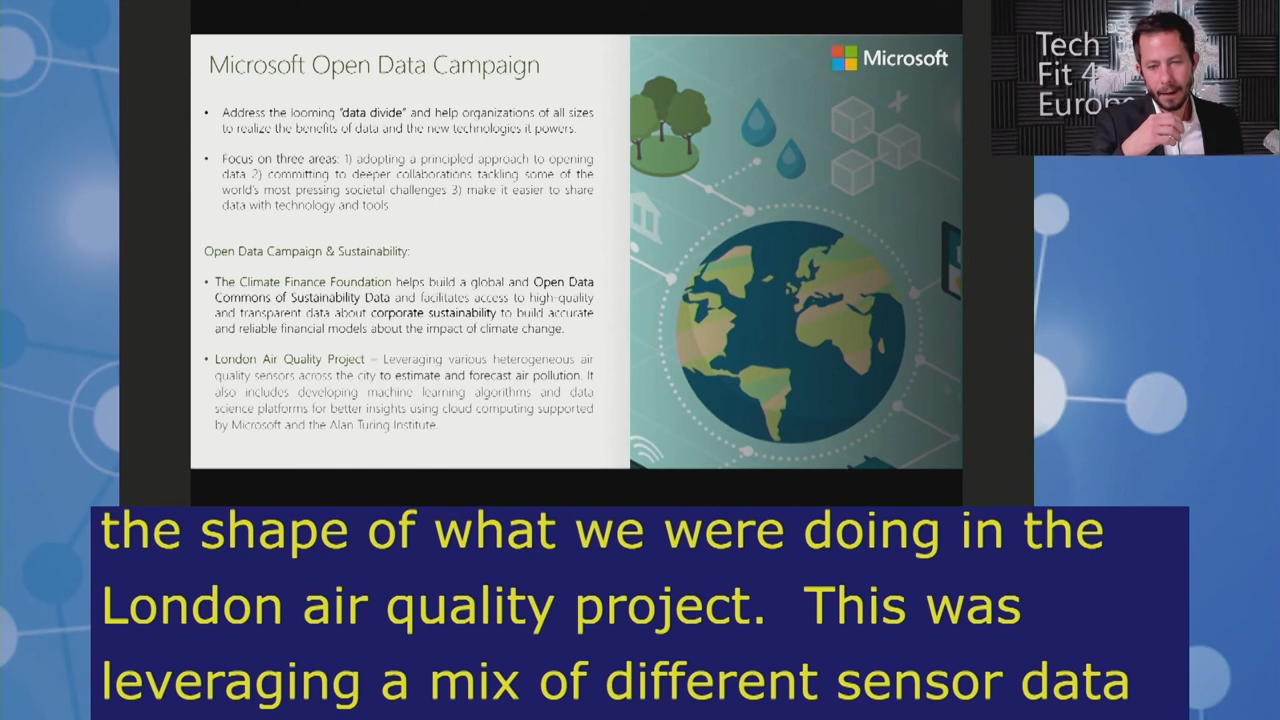 Microsoft Open Data Campaign
Microsoft
Tech
Fit 4
Europe
• Address the looming "data divide" and help organizations of all sizes
to realize the benefits of data and the new technologies it powers.
• Focus on three areas: 1) adopting a principled approach to opening
data 2) committing to deeper collaborations tackling some of the
world's most pressing societal challenges 3) make it easier to share
data with technology and tools
Open Data Campaign & Sustainability:
• The Climate Finance Foundation helps build a global and Open Data
Commons of Sustainability Data and facilitates access to high-quality
and transparent data about corporate sustainability to build accurate
and reliable financial models about the impact of climate change.
• London Air Quality Project – Leveraging various heterogeneous air
quality sensors across the city to estimate and forecast air pollution. It
also includes developing machine learning algorithms and data
science platforms for better insights using cloud computing supported
by Microsoft and the Alan Turing Institute.
the shape of what we were doing in the
London air quality project. This was
leveraging a mix of different sensor data